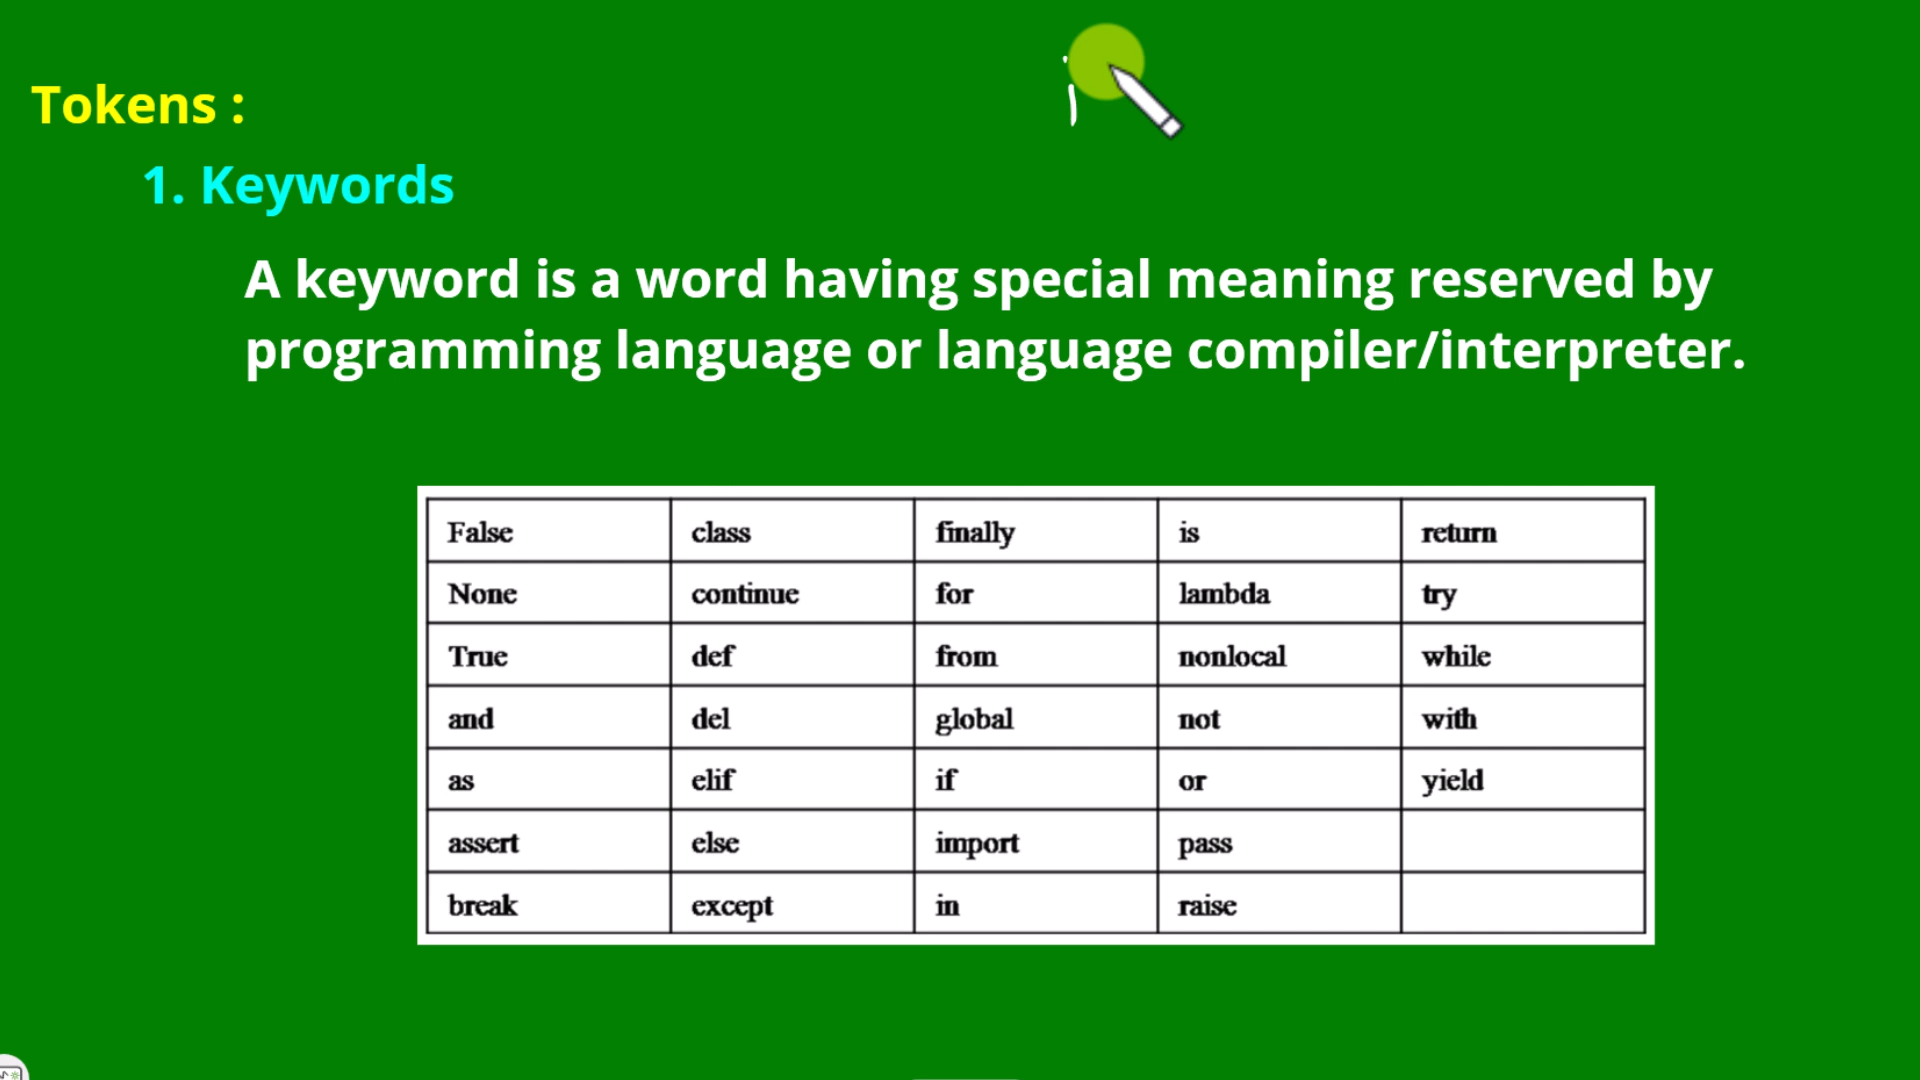 Tokens :
1. Keywords
A keyword is a word having special meaning reserved by
programming language or language compiler/interpreter.
False class finally is return
None continue for lambda try
True def from nonlocal while
and del global not with
as elif if or yield
assert else import pass
break except in raise